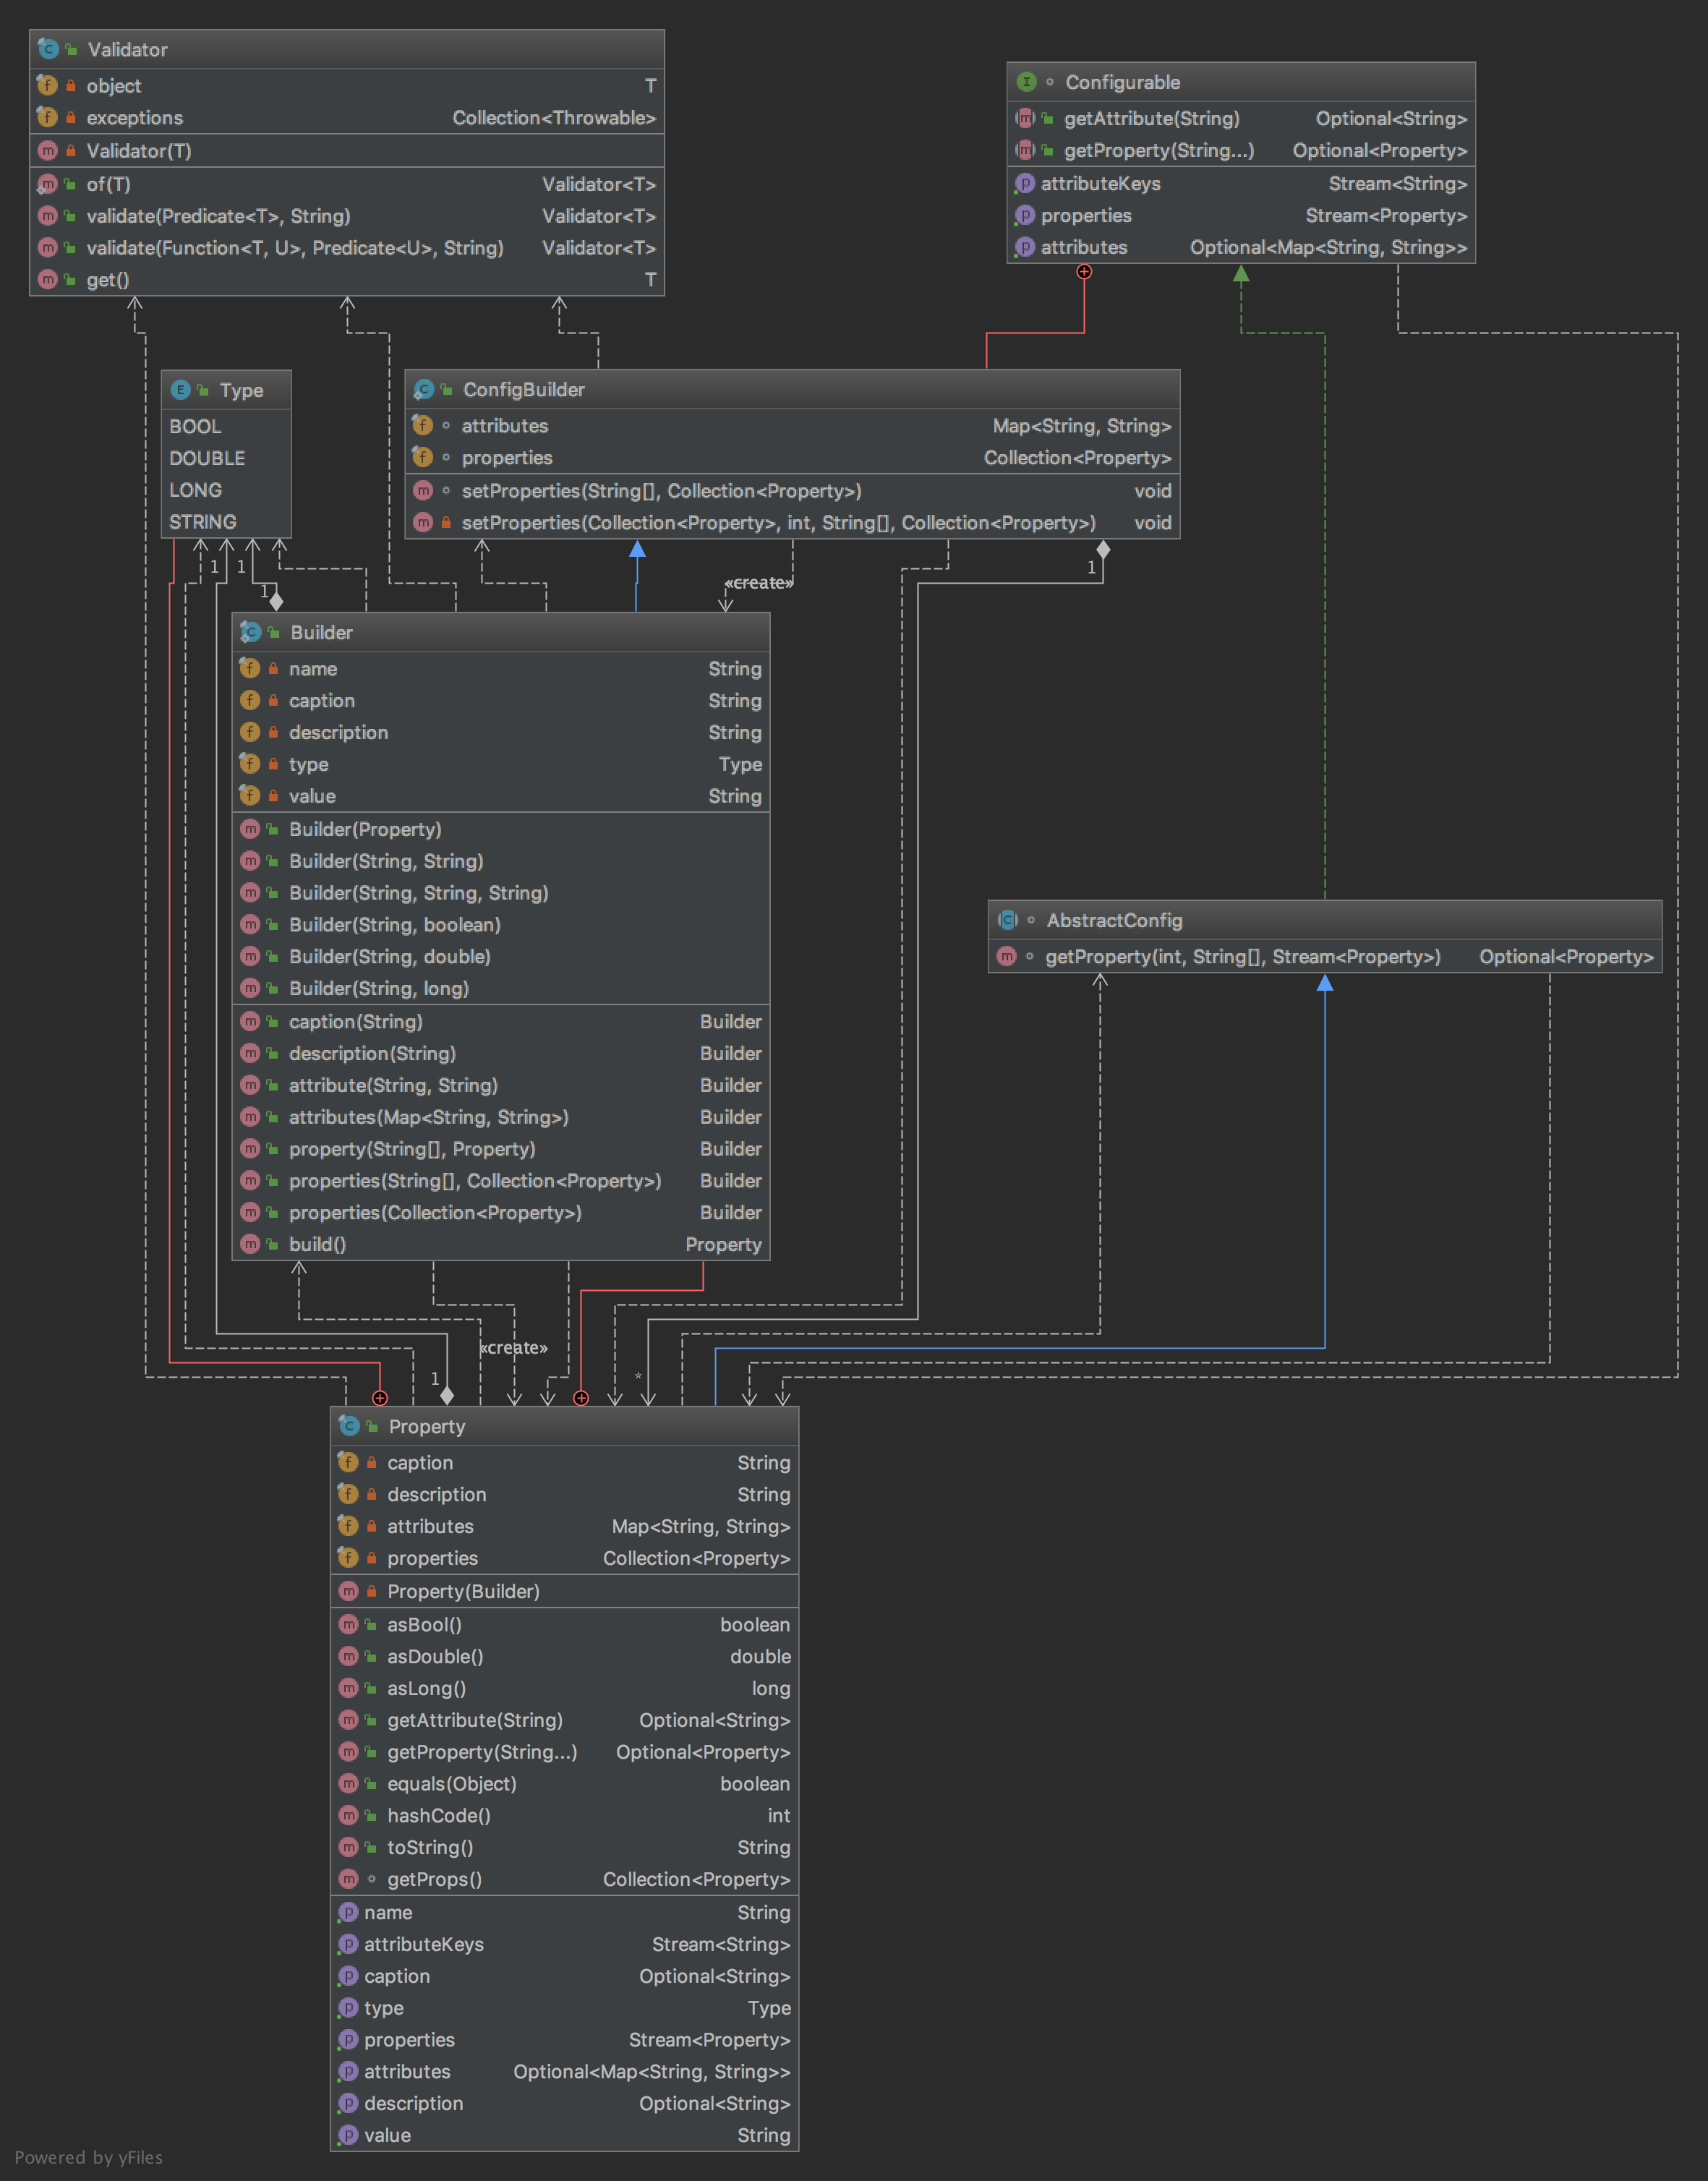 Validator
object T
exceptions Collection<Throwable>
Validator(T)
of(T) Validator<T>
validate(Predicate<T>, String) Validator<T>
validate(Function<T, U>, Predicate<U>, String) Validator<T>
get() T
Configurable
getAttribute(String) Optional<String>
getProperty(String...) Optional<Property>
attributeKeys Stream<String>
properties Stream<Property>
attributes Optional<Map<String, String>>
Type
BOOL
DOUBLE
LONG
STRING
ConfigBuilder
attributes Map<String, String>
properties Collection<Property>
setProperties(String[], Collection<Property>) void
setProperties(Collection<Property>, int, String[], Collection<Property>) void
1 1 1
1
«create»
Builder
name String
caption String
description String
type Type
value String
Builder(Property)
Builder(String, String)
Builder(String, String, String)
Builder(String, boolean)
Builder(String, double)
Builder(String, long)
caption(String) Builder
description(String) Builder
attribute(String, String) Builder
attributes(Map<String, String>) Builder
property(String[], Property) Builder
properties(String[], Collection<Property>) Builder
properties(Collection<Property>) Builder
build() Property
AbstractConfig
getProperty(int, String[], Stream<Property>) Optional<Property>
«create»
1 *
Property
caption String
description String
attributes Map<String, String>
properties Collection<Property>
Property(Builder)
asBool() boolean
asDouble() double
asLong() long
getAttribute(String) Optional<String>
getProperty(String...) Optional<Property>
equals(Object) boolean
hashCode() int
toString() String
getProps() Collection<Property>
name String
attributeKeys Stream<String>
caption Optional<String>
type Type
properties Stream<Property>
attributes Optional<Map<String, String>>
description Optional<String>
value String
Powered by yFiles